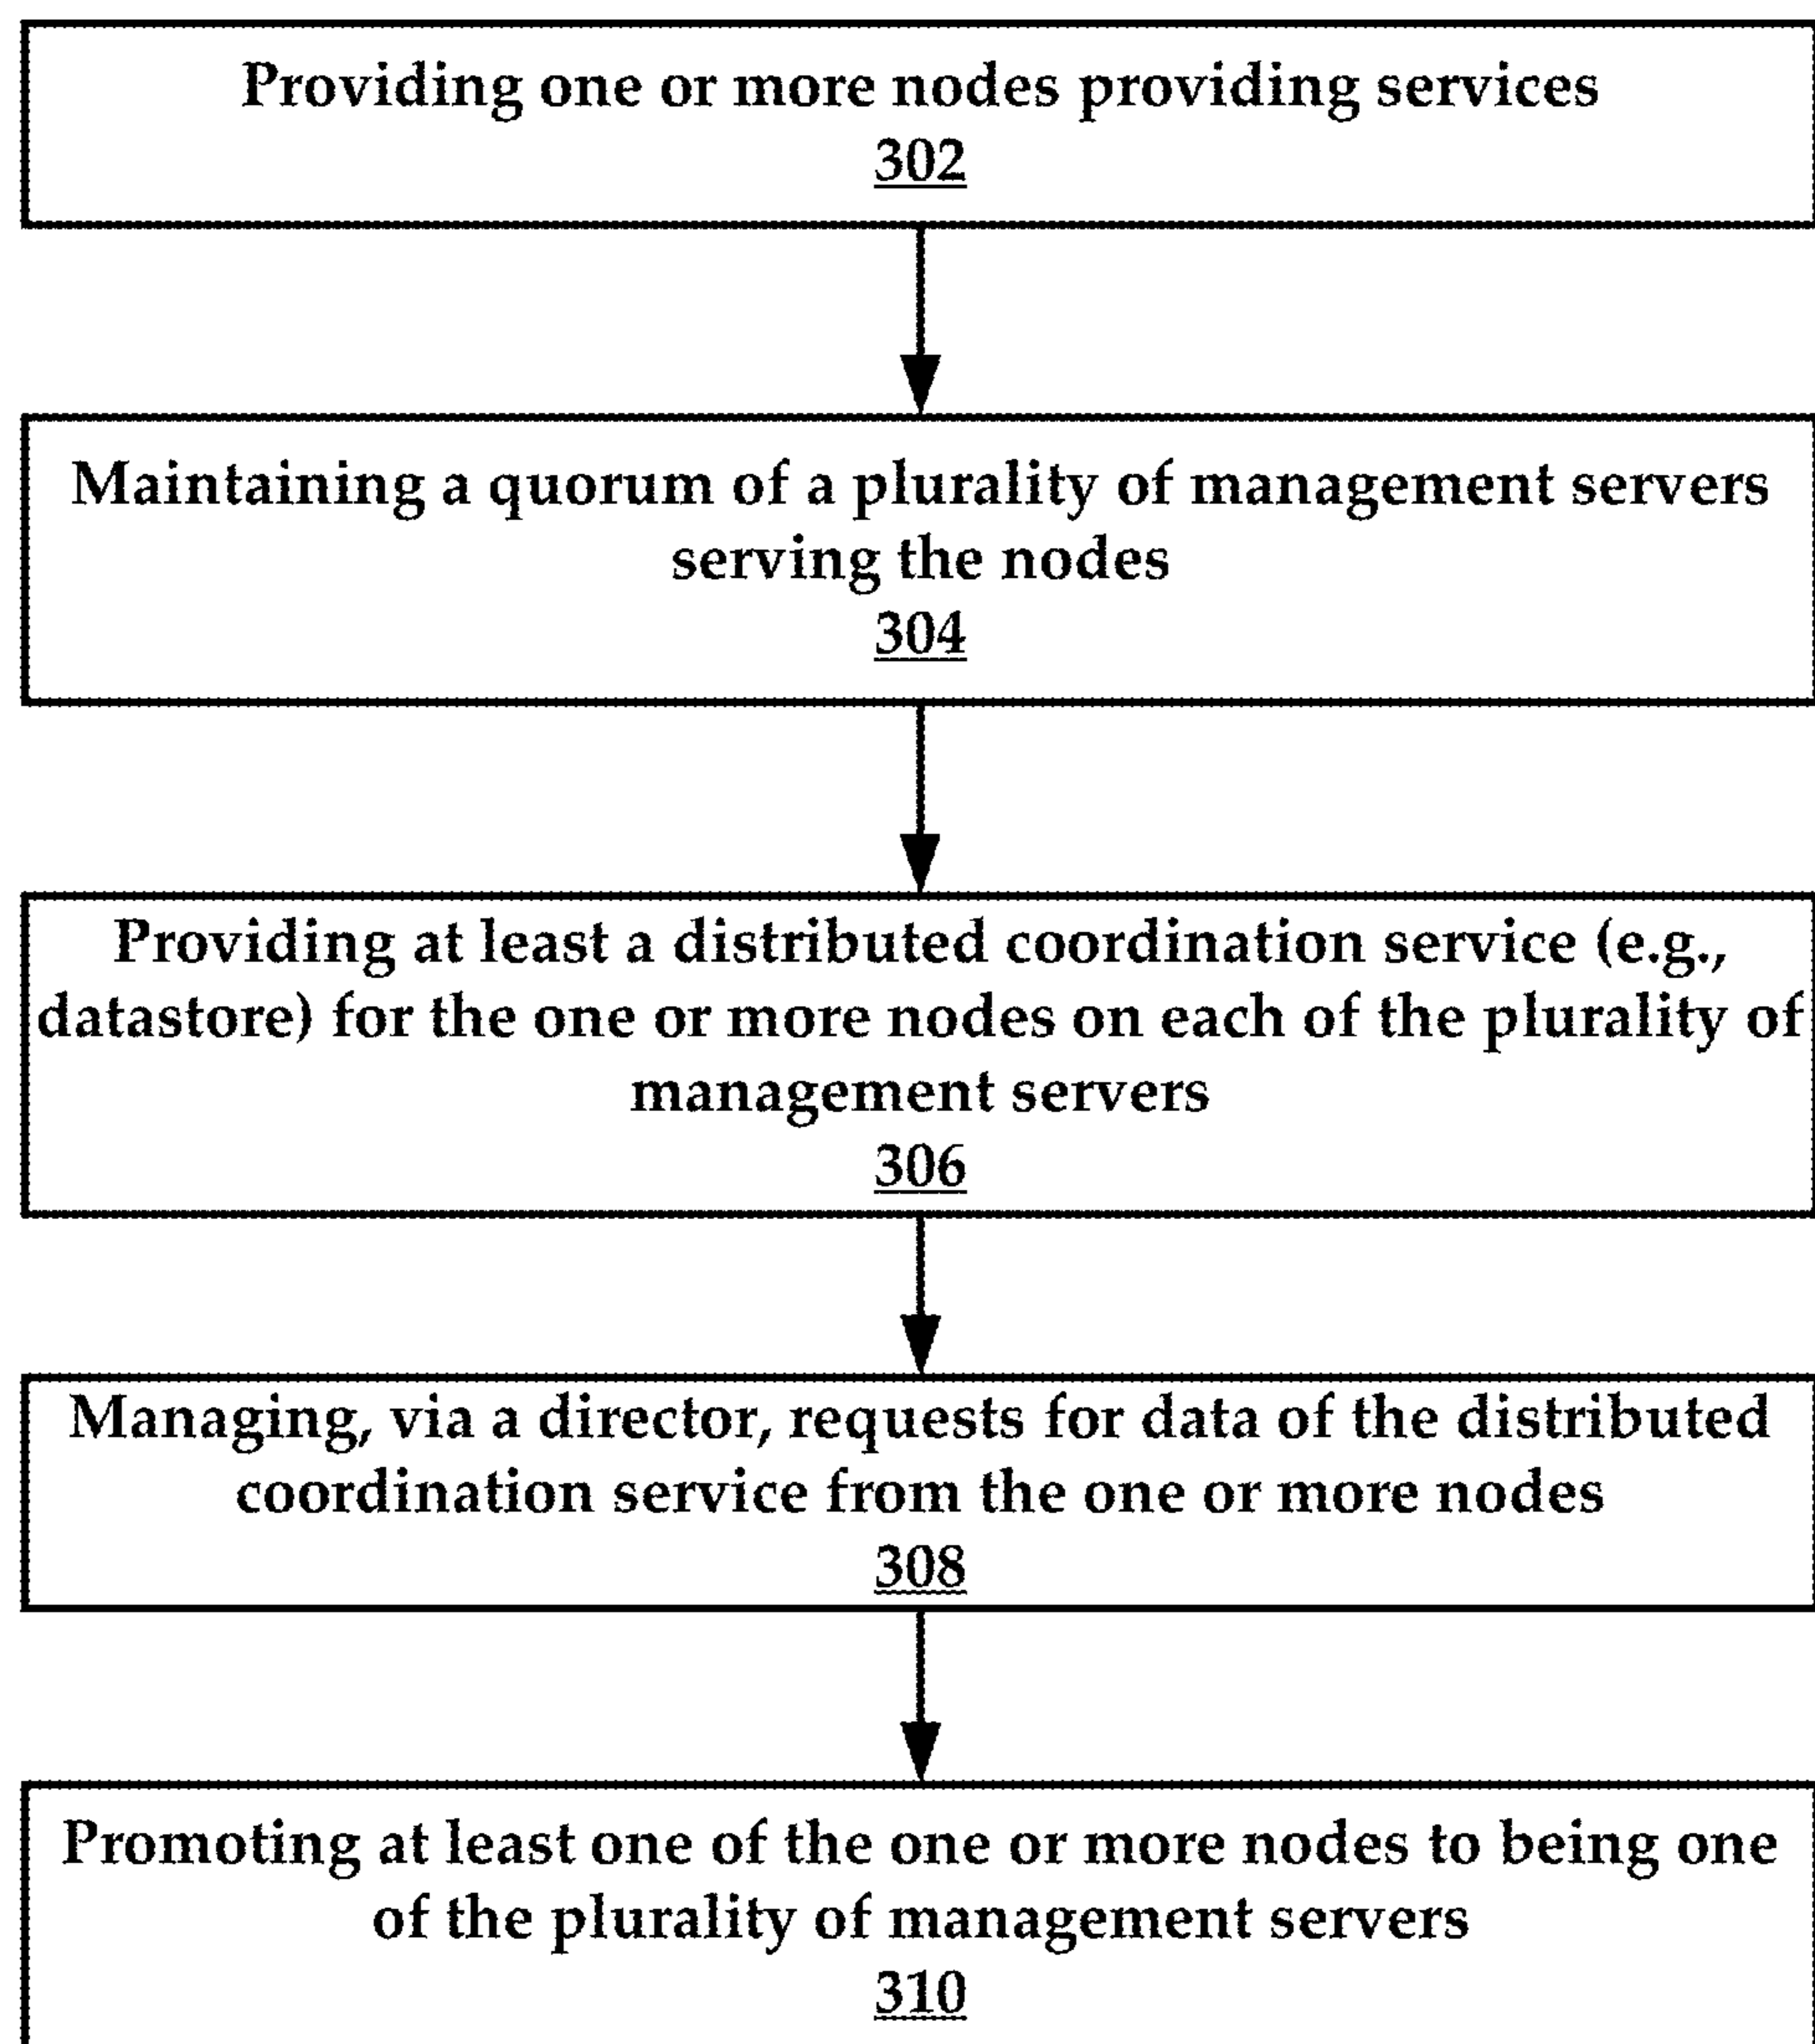 Providing one or more nodes providing services
302
Maintaining a quorum of a plurality of management servers
serving the nodes
304
Providing at least a distributed coordination service (e.g.,
datastore) for the one or more nodes on each of the plurality of
management servers
306
Managing, via a director, requests for data of the distributed
coordination service from the one or more nodes
308
Promoting at least one of the one or more nodes to being one
of the plurality of management servers
310